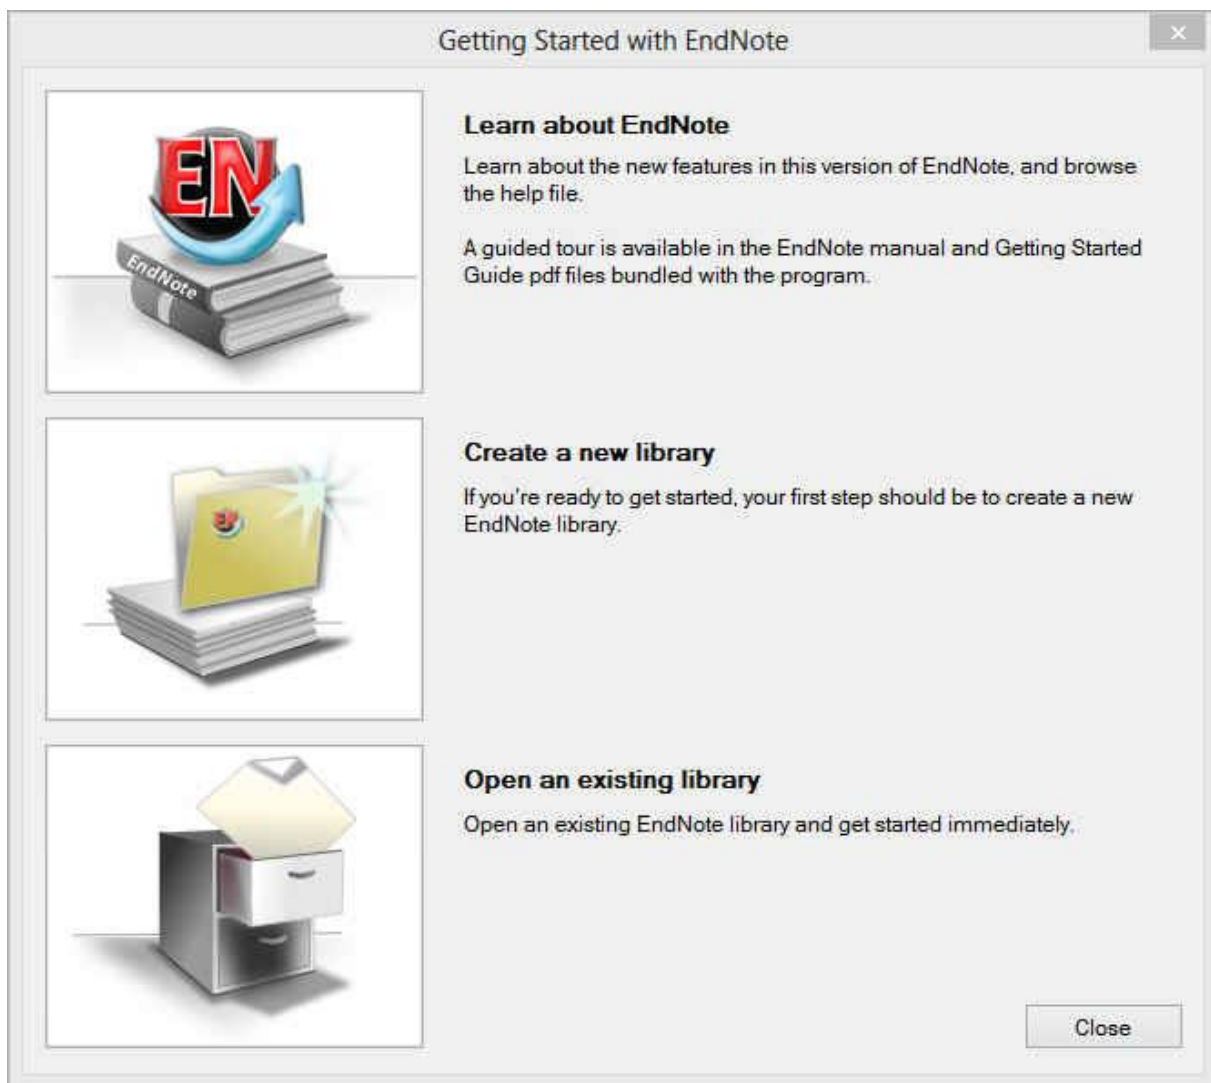 Getting Started with EndNote
EN
EndNote
Learn about EndNote
Learn about the new features in this version of EndNote, and browse
the help file.
A guided tour is available in the EndNote manual and Getting Started
Guide pdf files bundled with the program.
EN
Create a new library
If you're ready to get started, your first step should be to create a new
EndNote library.
Open an existing library
Open an existing EndNote library and get started immediately.
Close